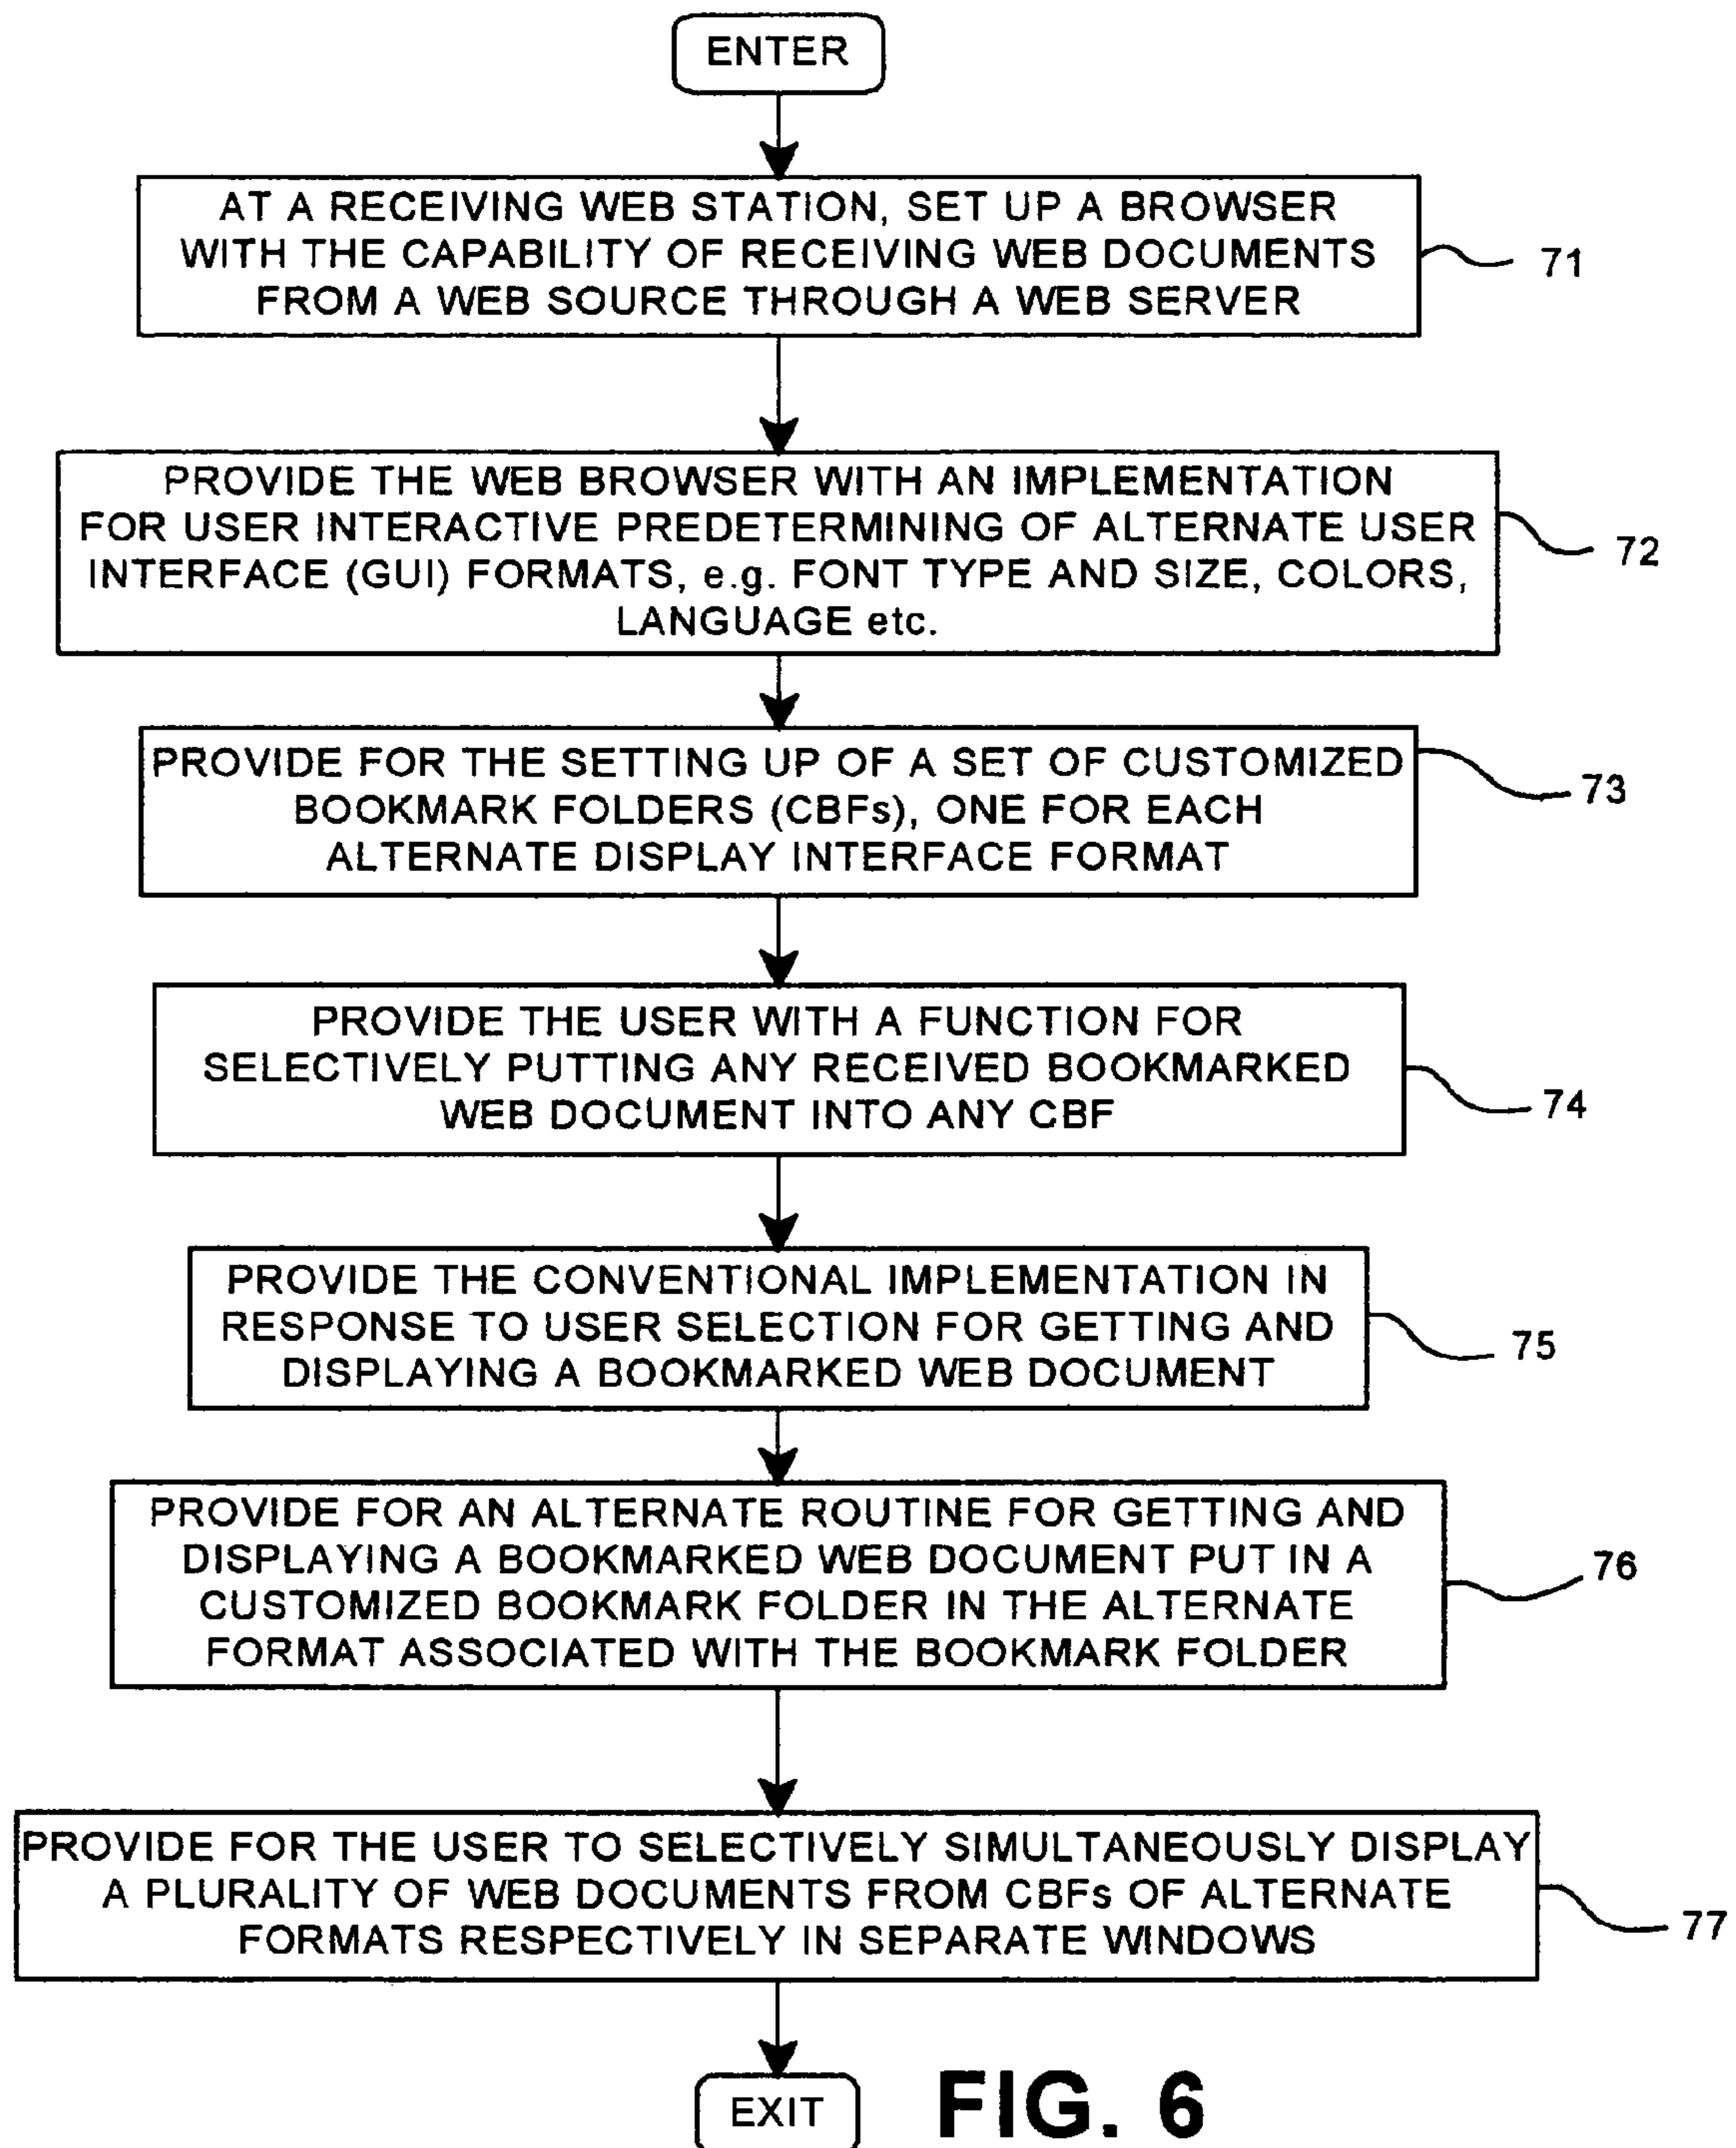 ENTER
AT A RECEIVING WEB STATION, SET UP A BROWSER
WITH THE CAPABILITY OF RECEIVING WEB DOCUMENTS
FROM A WEB SOURCE THROUGH A WEB SERVER
71
PROVIDE THE WEB BROWSER WITH AN IMPLEMENTATION
FOR USER INTERACTIVE PREDETERMINING OF ALTERNATE USER
INTERFACE (GUI) FORMATS, e.g. FONT TYPE AND SIZE, COLORS,
LANGUAGE etc.
72
PROVIDE FOR THE SETTING UP OF A SET OF CUSTOMIZED
BOOKMARK FOLDERS (CBFs), ONE FOR EACH
ALTERNATE DISPLAY INTERFACE FORMAT
73
PROVIDE THE USER WITH A FUNCTION FOR
SELECTIVELY PUTTING ANY RECEIVED BOOKMARKED
WEB DOCUMENT INTO ANY CBF
74
PROVIDE THE CONVENTIONAL IMPLEMENTATION IN
RESPONSE TO USER SELECTION FOR GETTING AND
DISPLAYING A BOOKMARKED WEB DOCUMENT
75
PROVIDE FOR AN ALTERNATE ROUTINE FOR GETTING AND
DISPLAYING A BOOKMARKED WEB DOCUMENT PUT IN A
CUSTOMIZED BOOKMARK FOLDER IN THE ALTERNATE
FORMAT ASSOCIATED WITH THE BOOKMARK FOLDER
76
PROVIDE FOR THE USER TO SELECTIVELY SIMULTANEOUSLY DISPLAY
A PLURALITY OF WEB DOCUMENTS FROM CBFs OF ALTERNATE
FORMATS RESPECTIVELY IN SEPARATE WINDOWS
77
EXIT
FIG. 6